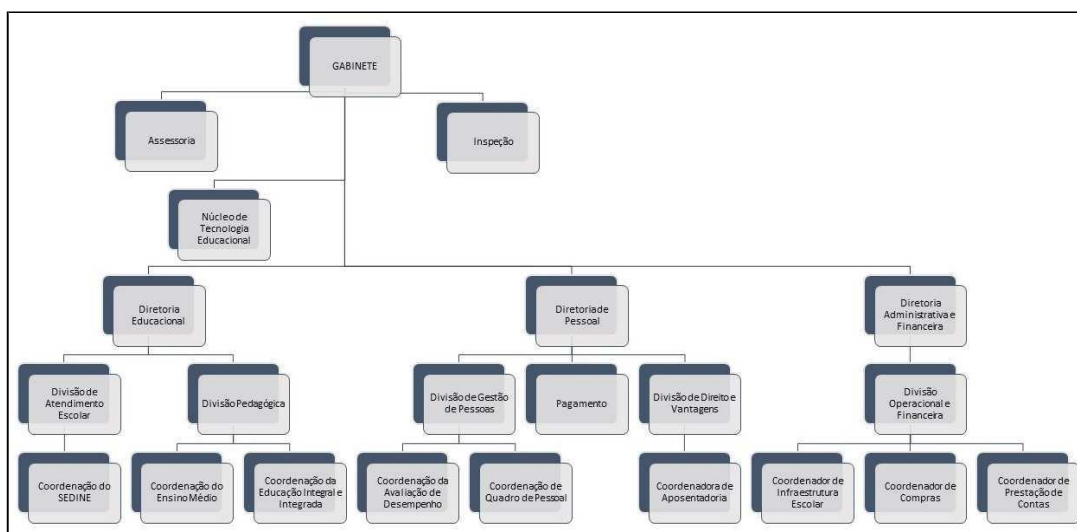 GABINETE
Assessoria
Inspeção
Núcleo de
Tecnologia
Educacional
Diretoria
Educacional
Diretoria de
Pessoal
Diretoria
Administrativa e
Financeira
Divisão de
Atendimento
Escolar
Divisão Pedagógica
Divisão de Gestão
de Pessoas
Pagamento
Divisão de Direito e
Vantagens
Divisão
Operacional e
Financeira
Coordenação do
SEDINE
Coordenação do
Ensino Médio
Coordenação da
Educação Integral e
Integrada
Coordenação da
Avaliação de
Desempenho
Coordenação de
Quadro de Pessoal
Coordenadora de
Aposentadoria
Coordenador de
Infraestrutura
Escolar
Coordenador de
Compras
Coordenador de
Prestação de
Contas